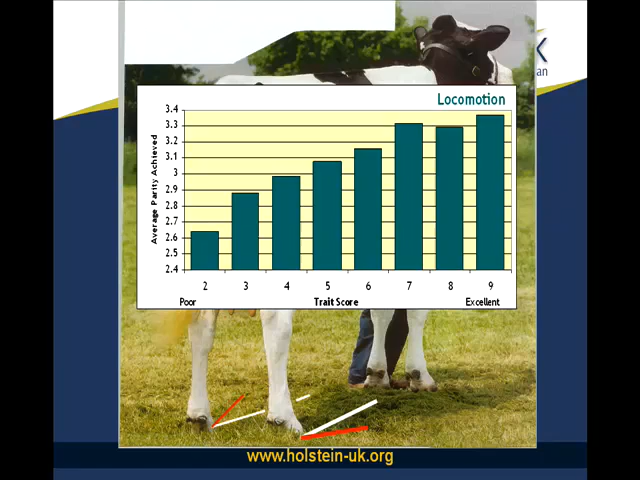 K
an
Locomotion
Average Parity Achieved
3.4
3.3
3.2
3.1
3
2.9
2.8
2.7
2.6
2.5
2.4
2 3 4 5 6 7 8 9
Poor Trait Score Excellent
www.holstein-uk.org